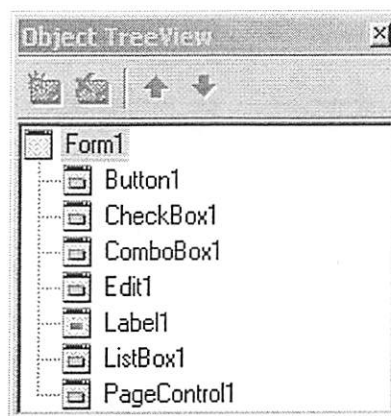 Object TreeView
Form1
Button1
CheckBox1
ComboBox1
Edit1
Label1
ListBox1
PageControl1